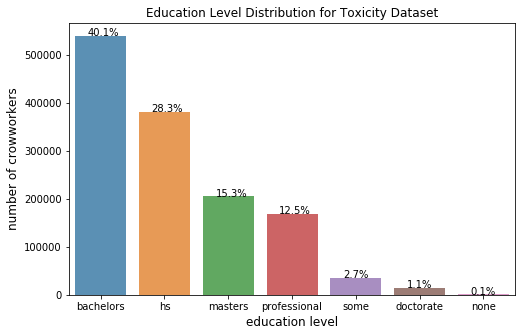 Education Level Distribution for Toxicity Dataset
number of crowworkers
500000
400000
300000
200000
100000
0
40.1%
28.3%
15.3%
12.5%
2.7%
1.1%
0.1%
bachelors
hs
masters
professional
some
doctorate
none
education level